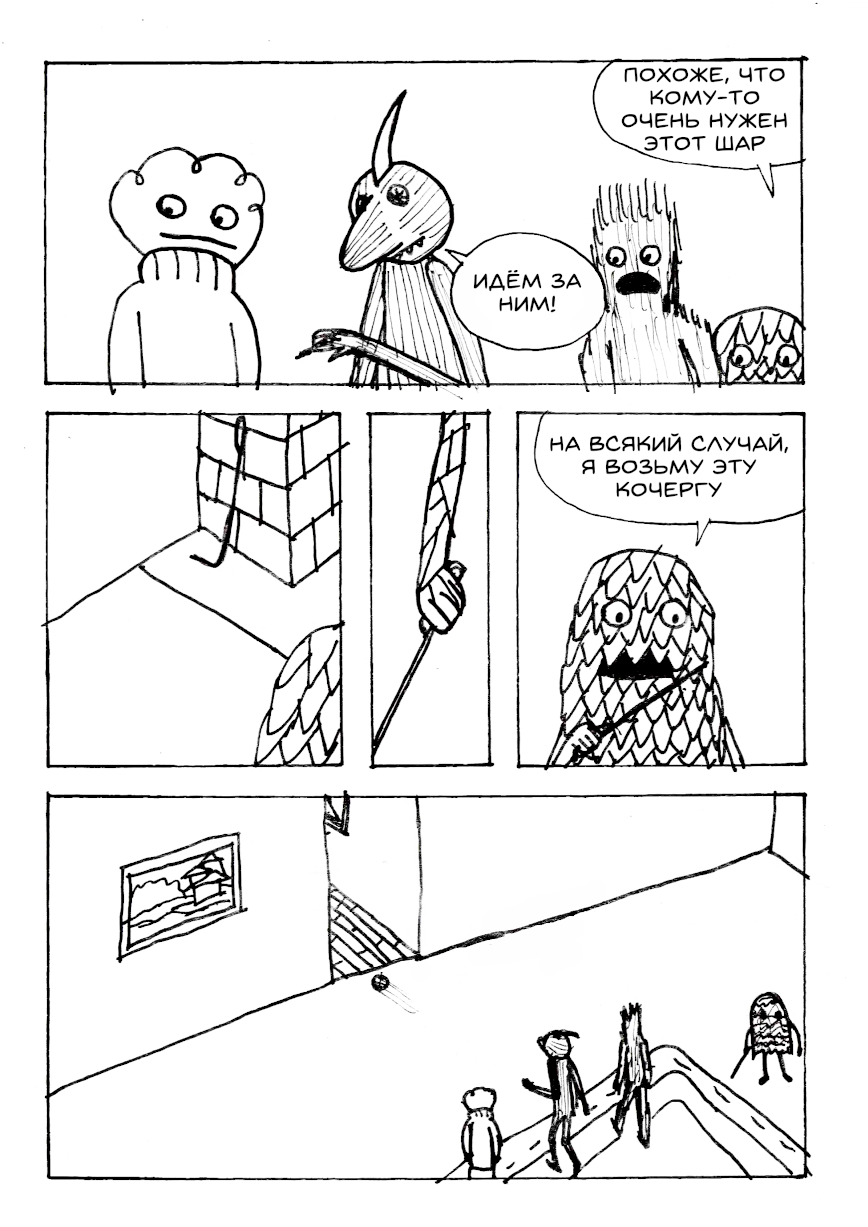 ПОХОЖЕ, ЧТО
КОМУ-ТО
ОЧЕНЬ НУЖЕН
ЭТОТ ШАР
ИДЁМ ЗА
НИМ!
НА ВСЯКИЙ СЛУЧАЙ,
Я ВОЗЬМУ ЭТУ
КОЧЕРГУ